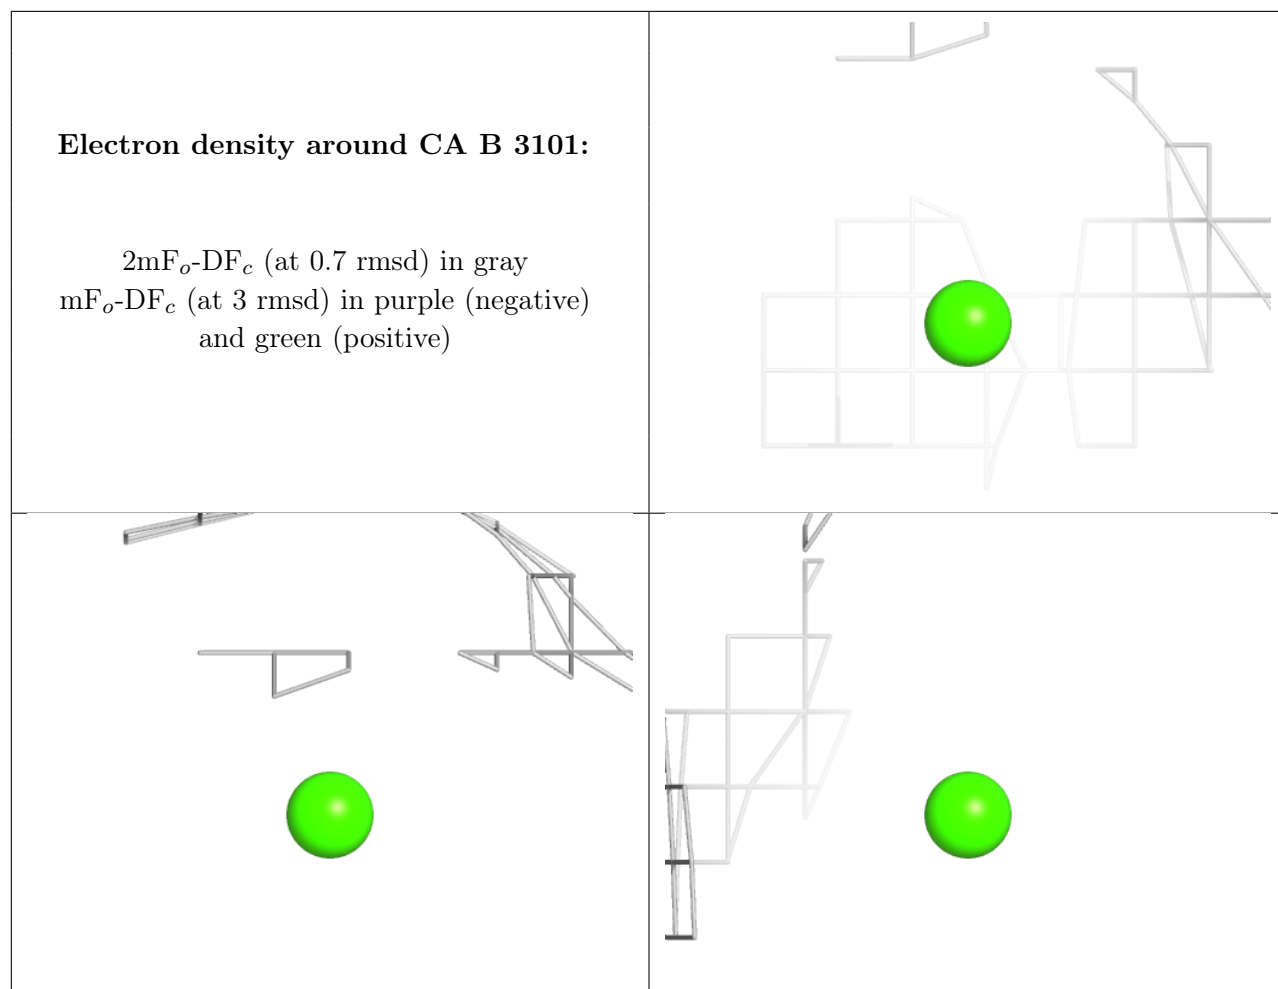 Electron density around CA B 3101:
2mFo-DFc (at 0.7 rmsd) in gray
mFo-DFc (at 3 rmsd) in purple (negative)
and green (positive)